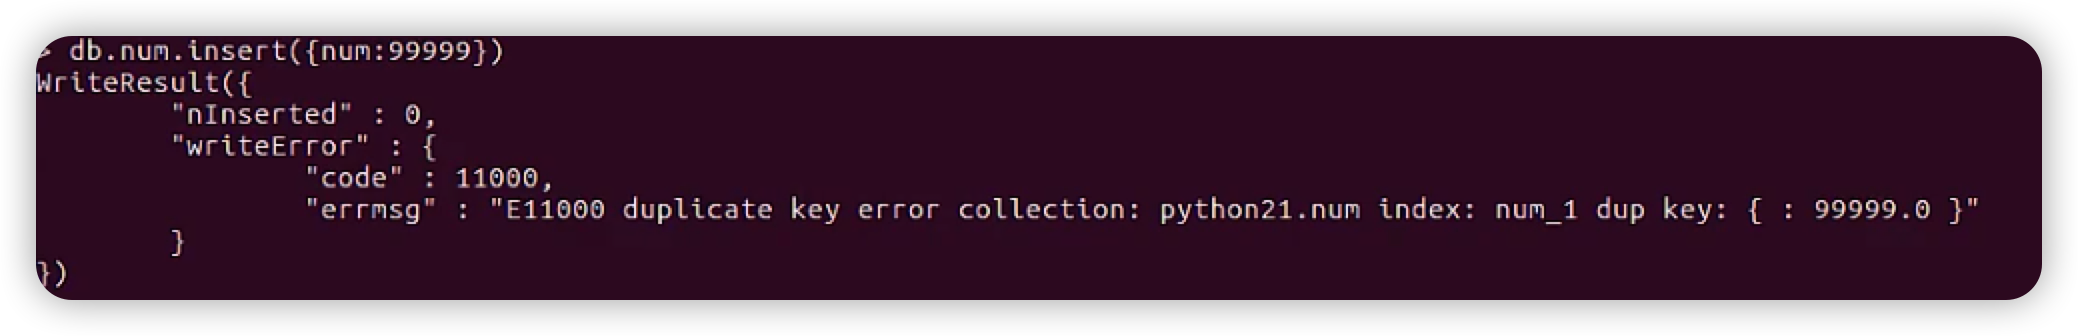 > db.num.insert({num:99999})
WriteResult({
        "nInserted" : 0,
        "writeError" : {
                "code" : 11000,
                "errmsg" : "E11000 duplicate key error collection: python21.num index: num_1 dup key: { : 99999.0 }"
        }
})